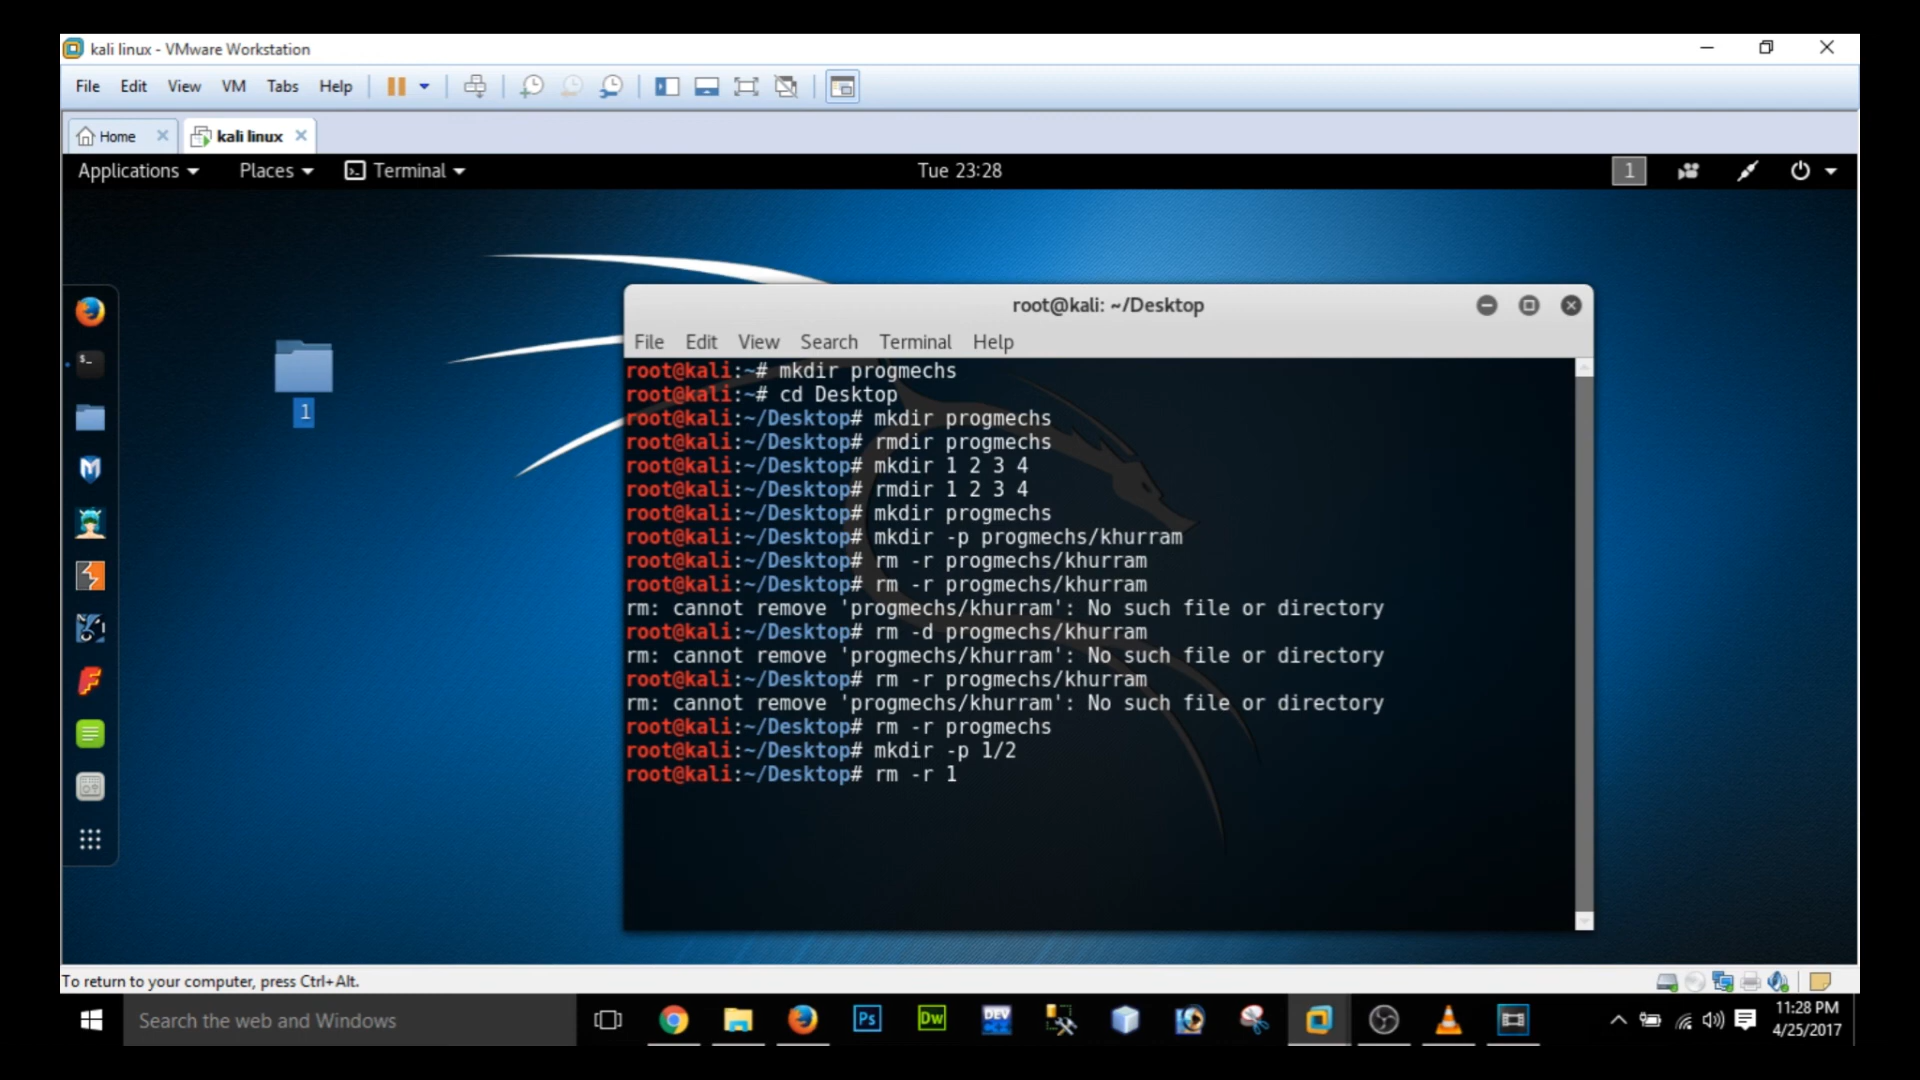 kali linux - VMware Workstation
File Edit View VM Tabs Help
Home kali linux
Applications Places Terminal Tue 23:28 1
1
root@kali: ~/Desktop
File Edit View Search Terminal Help
root@kali:~# mkdir progmechs
root@kali:~# cd Desktop
root@kali:~/Desktop# mkdir progmechs
root@kali:~/Desktop# rmdir progmechs
root@kali:~/Desktop# mkdir 1 2 3 4
root@kali:~/Desktop# rmdir 1 2 3 4
root@kali:~/Desktop# mkdir progmechs
root@kali:~/Desktop# mkdir -p progmechs/khurram
root@kali:~/Desktop# rm -r progmechs/khurram
root@kali:~/Desktop# rm -r progmechs/khurram
rm: cannot remove 'progmechs/khurram': No such file or directory
root@kali:~/Desktop# rm -d progmechs/khurram
rm: cannot remove 'progmechs/khurram': No such file or directory
root@kali:~/Desktop# rm -r progmechs/khurram
rm: cannot remove 'progmechs/khurram': No such file or directory
root@kali:~/Desktop# rm -r progmechs
root@kali:~/Desktop# mkdir -p 1/2
root@kali:~/Desktop# rm -r 1
To return to your computer, press Ctrl+Alt.
Search the web and Windows
Ps
Dw
DEV
11:28 PM
4/25/2017